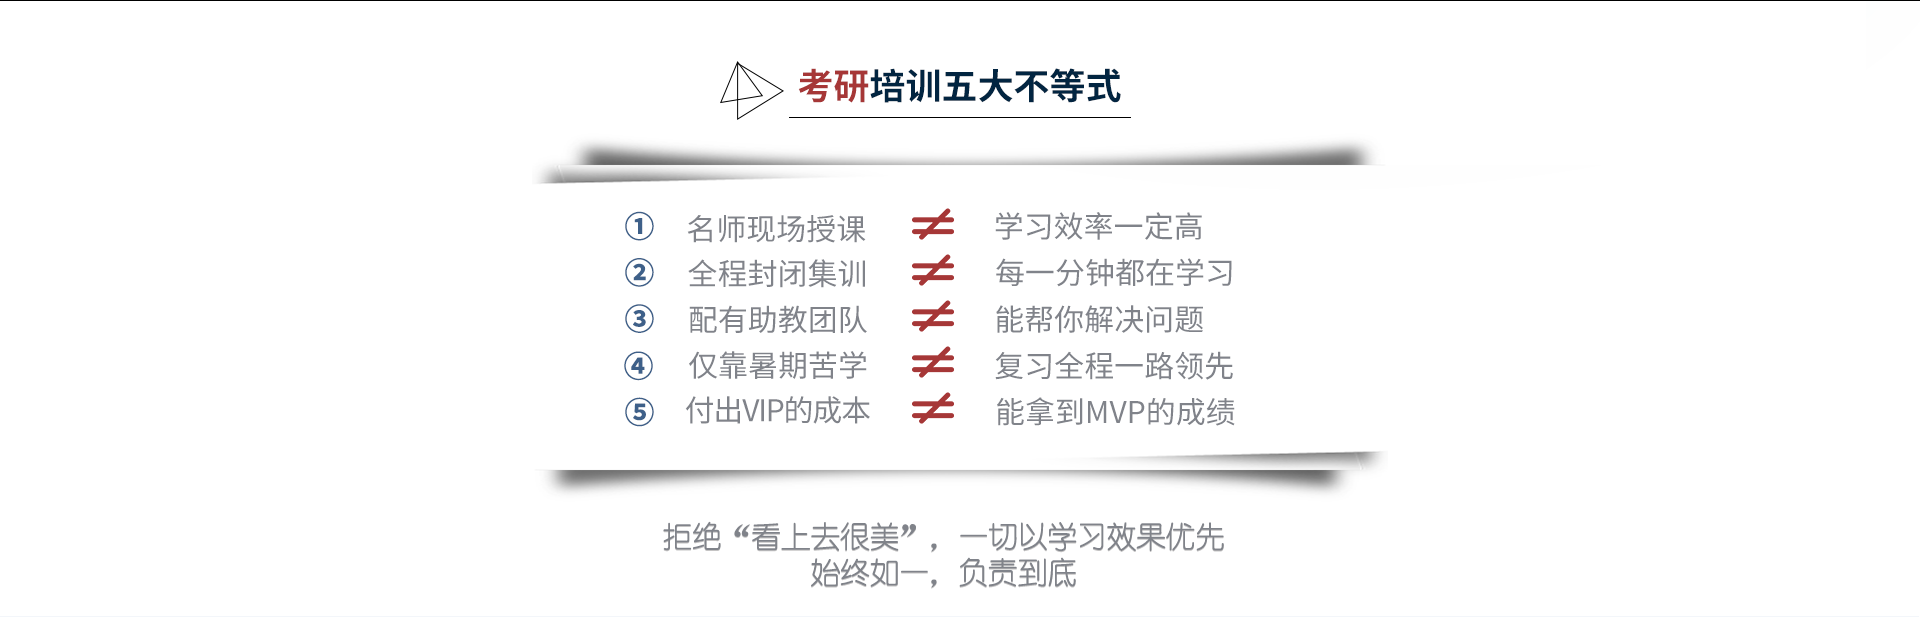 考研培训五大不等式
① 名师现场授课 ≠ 学习效率一定高
② 全程封闭集训 ≠ 每一分钟都在学习
③ 配有助教团队 ≠ 能帮你解决问题
④ 仅靠暑期苦学 ≠ 复习全程一路领先
⑤ 付出VIP的成本 ≠ 能拿到MVP的成绩
拒绝“看上去很美”，一切以学习效果优先
始终如一，负责到底